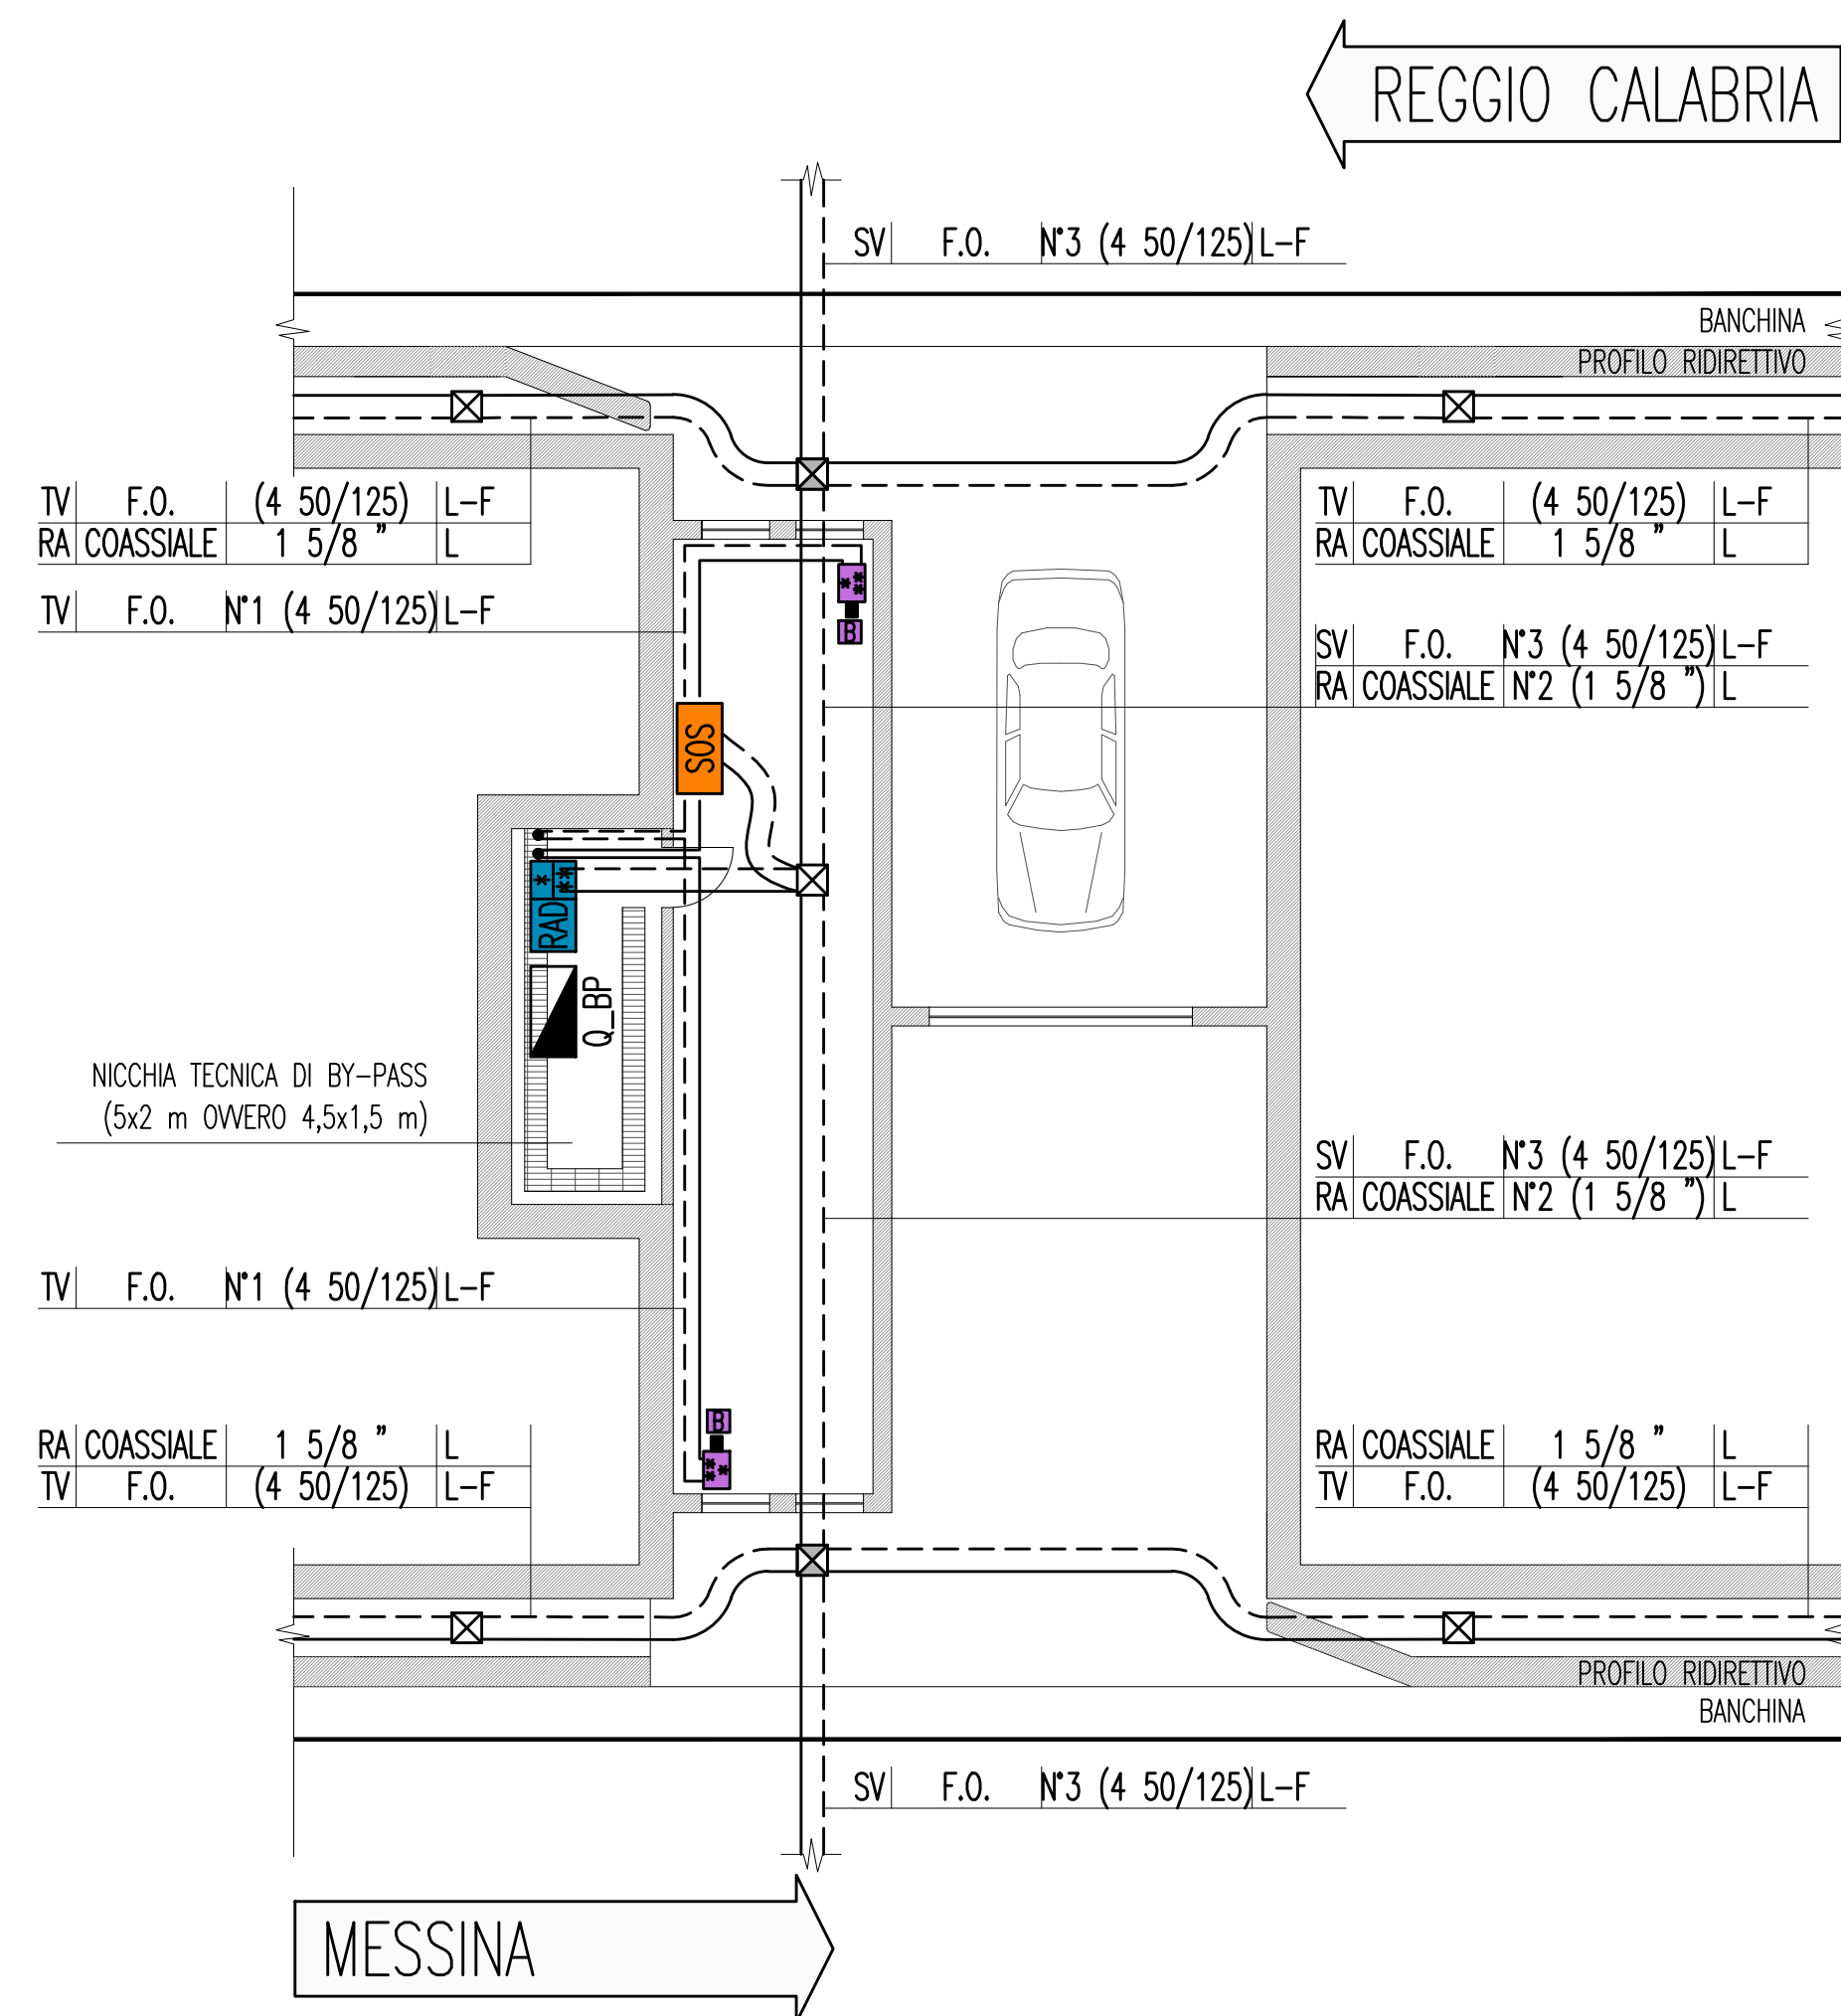 REGGIO CALABRIA
SV F.O. N°3 (4 50/125) L-F
BANCHINA
PROFILO RIDIRETTIVO
TV F.O. (4 50/125) L-F
RA COASSIALE 1 5/8 " L
TV F.O. N°1 (4 50/125) L-F
TV F.O. (4 50/125) L-F
RA COASSIALE 1 5/8 " L
SV F.O. N°3 (4 50/125) L-F
RA COASSIALE N°2 (1 5/8 ") L
* **
B
SOS
* **
RAD
Q_BP
NICCHIA TECNICA DI BY-PASS
(5x2 m OVVERO 4,5x1,5 m)
SV F.O. N°3 (4 50/125) L-F
RA COASSIALE N°2 (1 5/8 ") L
TV F.O. N°1 (4 50/125) L-F
B
** *
RA COASSIALE 1 5/8 " L
TV F.O. (4 50/125) L-F
RA COASSIALE 1 5/8 " L
TV F.O. (4 50/125) L-F
PROFILO RIDIRETTIVO
BANCHINA
SV F.O. N°3 (4 50/125) L-F
MESSINA